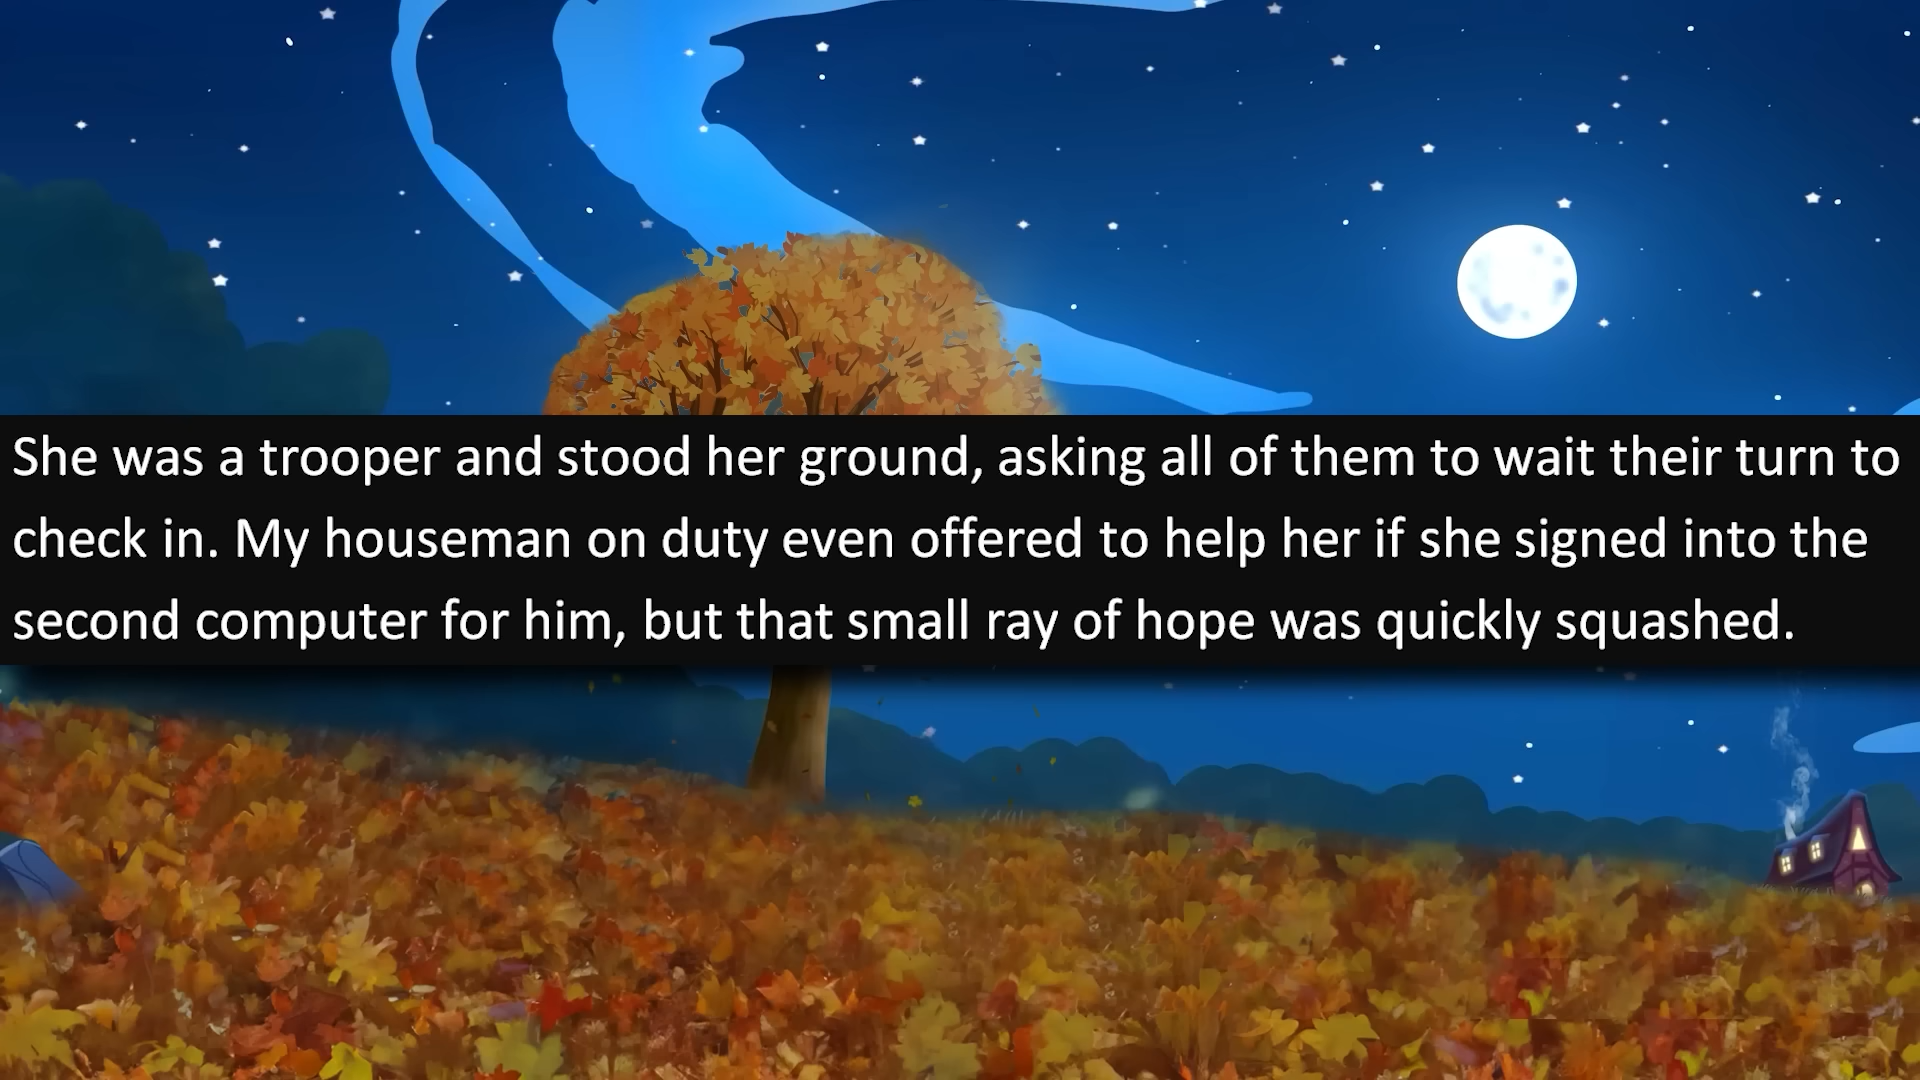 She was a trooper and stood her ground, asking all of them to wait their turn to
check in. My houseman on duty even offered to help her if she signed into the
second computer for him, but that small ray of hope was quickly squashed.